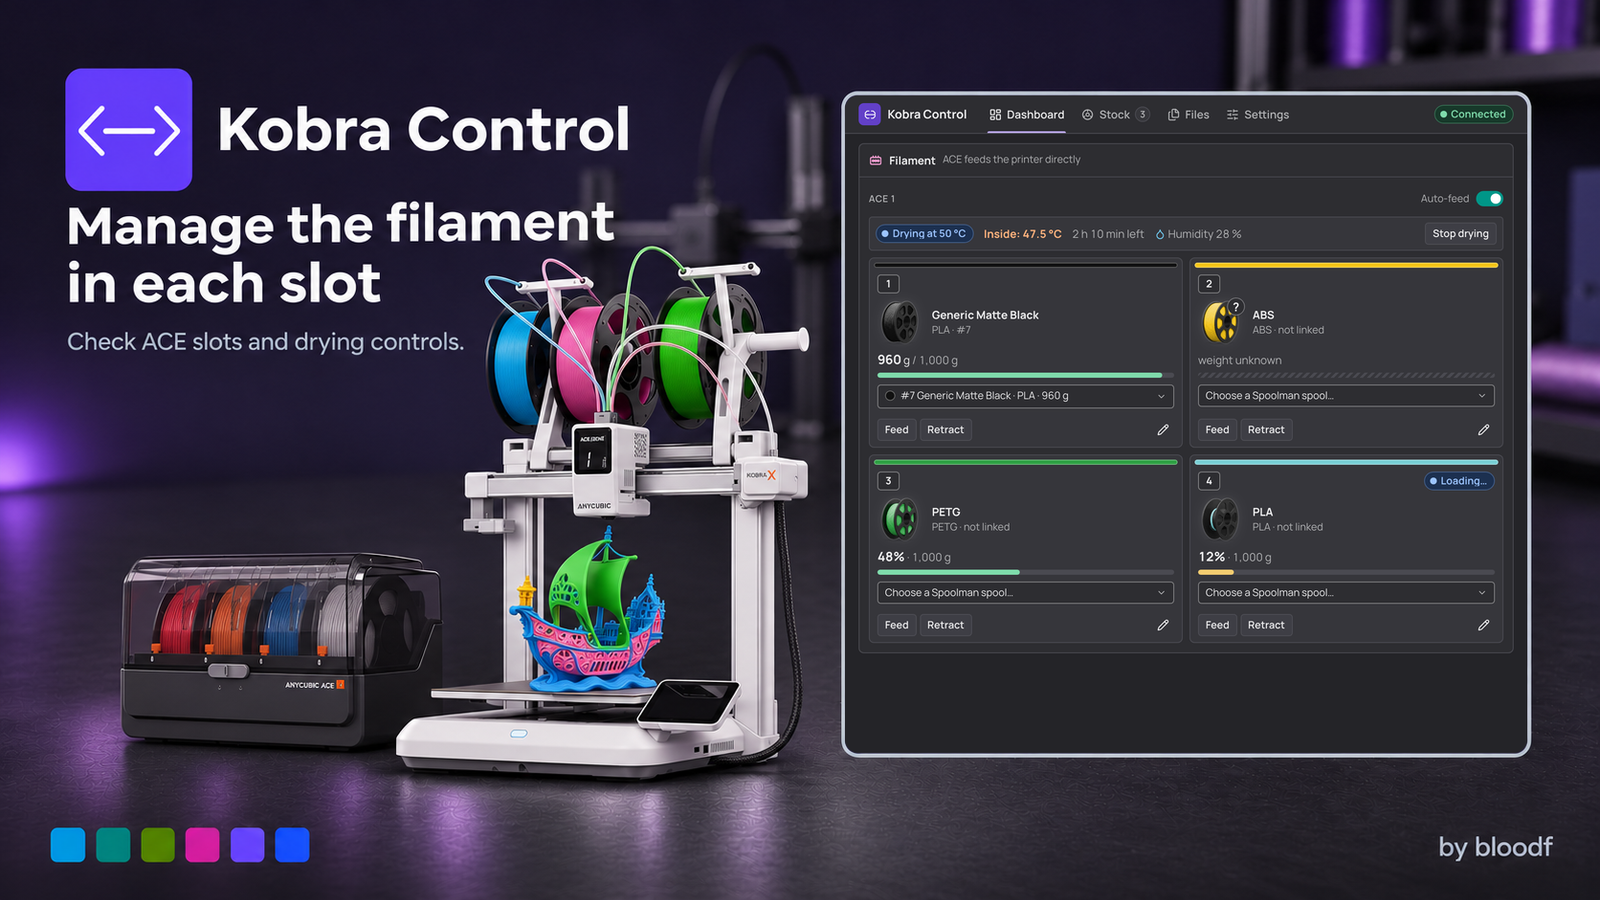 Kobra Control
Manage the filament
in each slot
Check ACE slots and drying controls.
ACE GEN2
1
ANYCUBIC
KOBRA X
ANYCUBIC ACE
Kobra Control
Dashboard
Stock 3
Files
Settings
Connected
Filament ACE feeds the printer directly
ACE 1
Auto-feed
Drying at 50 °C
Inside: 47.5 °C
2 h 10 min left
Humidity 28 %
Stop drying
1
Generic Matte Black
PLA · #7
960 g / 1,000 g
#7 Generic Matte Black · PLA · 960 g
Feed
Retract
2
?
ABS
ABS · not linked
weight unknown
Choose a Spoolman spool...
Feed
Retract
3
PETG
PETG · not linked
48% · 1,000 g
Choose a Spoolman spool...
Feed
Retract
4
Loading...
PLA
PLA · not linked
12% · 1,000 g
Choose a Spoolman spool...
Feed
Retract
by bloodf